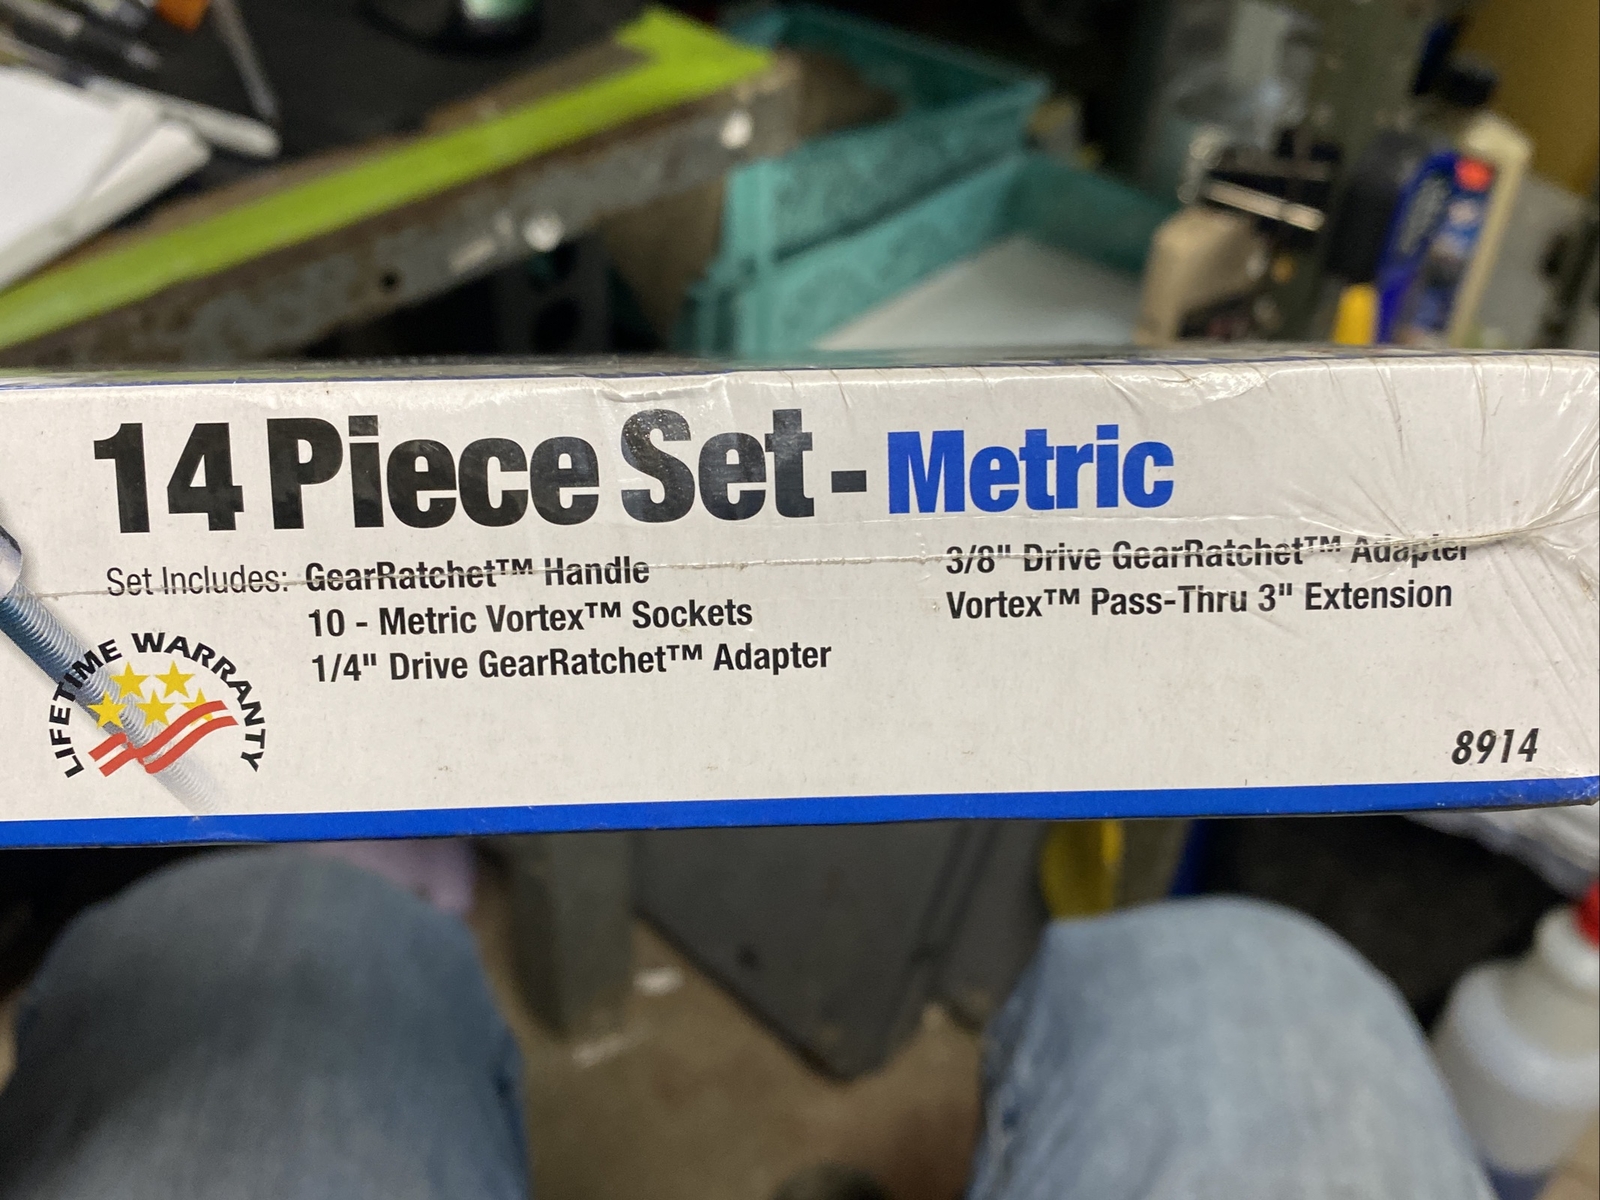 14 Piece Set - Metric
Set Includes: GearRatchet™ Handle
10 - Metric Vortex™ Sockets
1/4" Drive GearRatchet™ Adapter
3/8" Drive GearRatchet™ Adapter
Vortex™ Pass-Thru 3" Extension
LIFETIME WARRANTY
8914